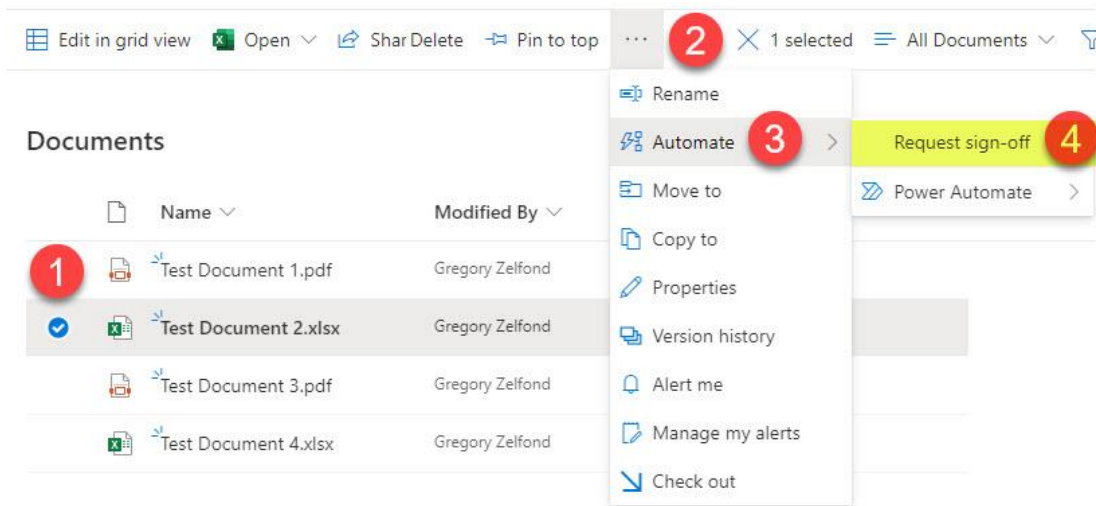 Edit in grid view Open Shar Delete Pin to top ... 2 1 selected All Documents
Rename
Documents
Automate 3 Request sign-off 4
Move to Power Automate
Name Modified By
Copy to
1 Test Document 1.pdf Gregory Zelfond
Properties
Test Document 2.xlsx Gregory Zelfond
Version history
Test Document 3.pdf Gregory Zelfond
Alert me
Manage my alerts
Test Document 4.xlsx Gregory Zelfond
Check out